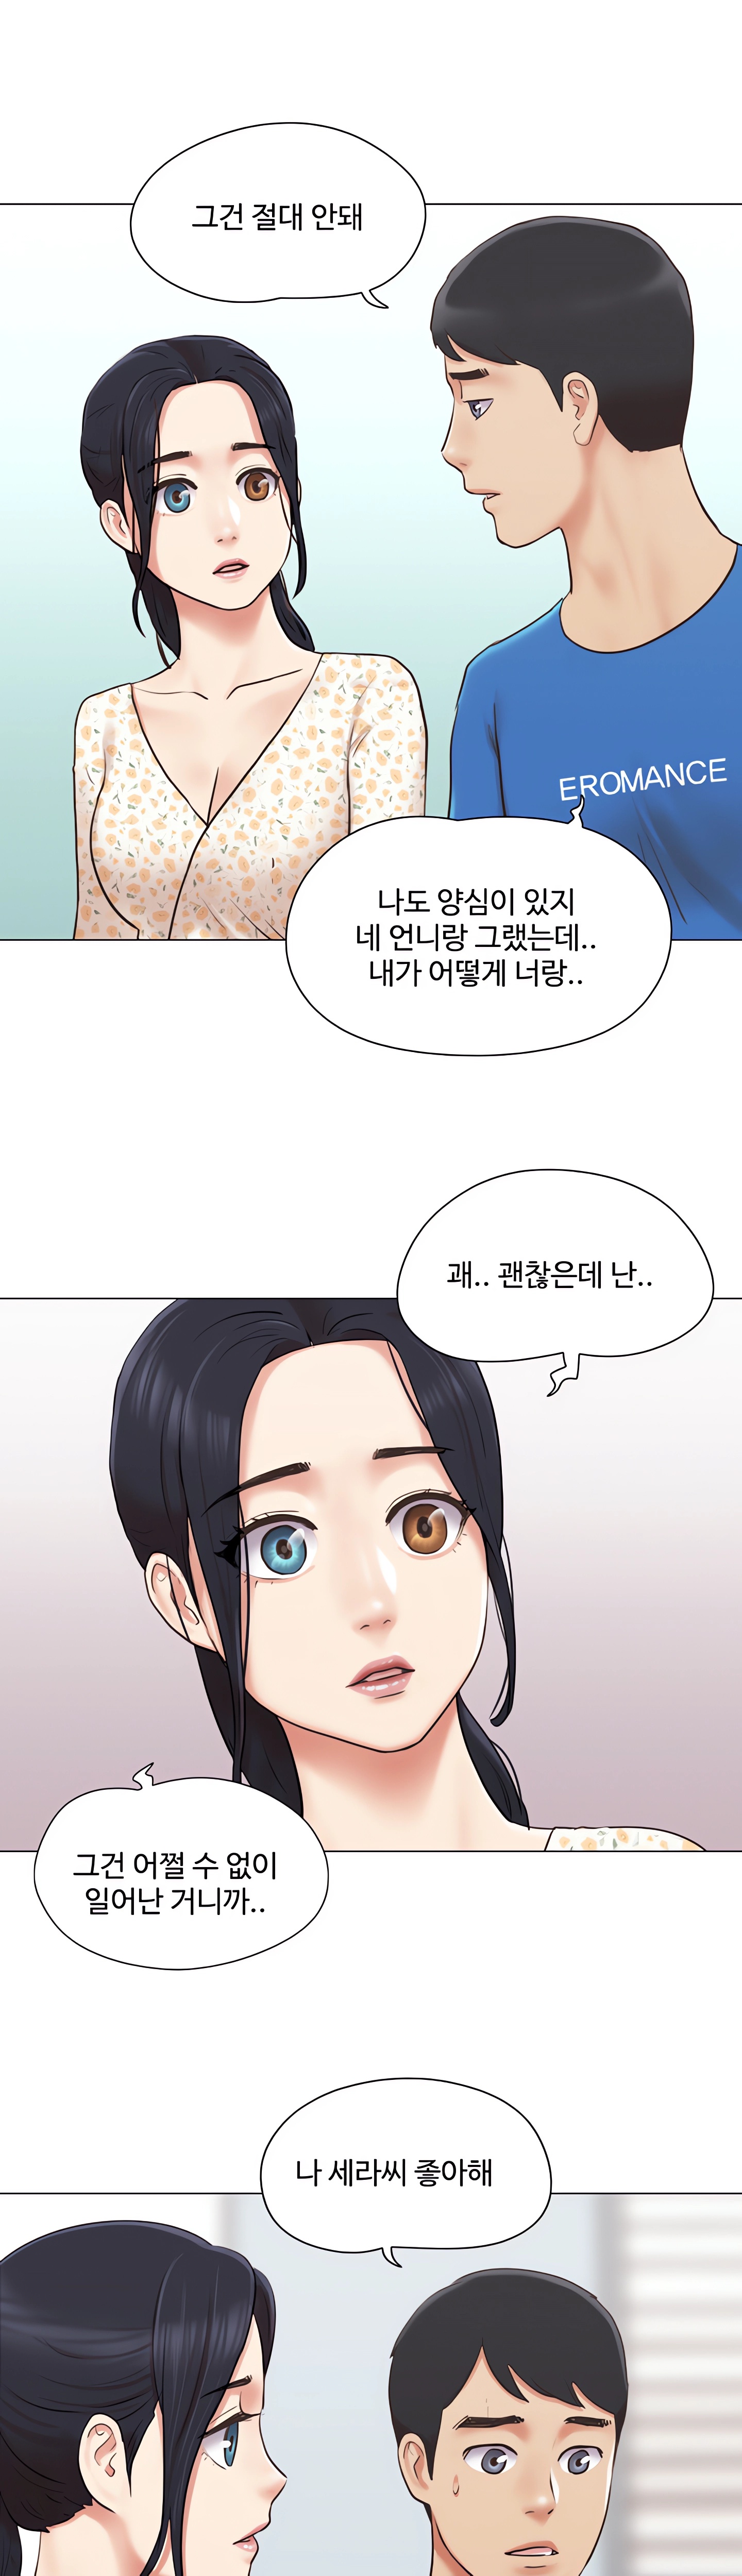 그건 절대 안돼
EROMANCE
나도 양심이 있지
네 언니랑 그랬는데..
내가 어떻게 너랑..
괘.. 괜찮은데 난..
그건 어쩔 수 없이
일어난 거니까..
나 세라씨 좋아해